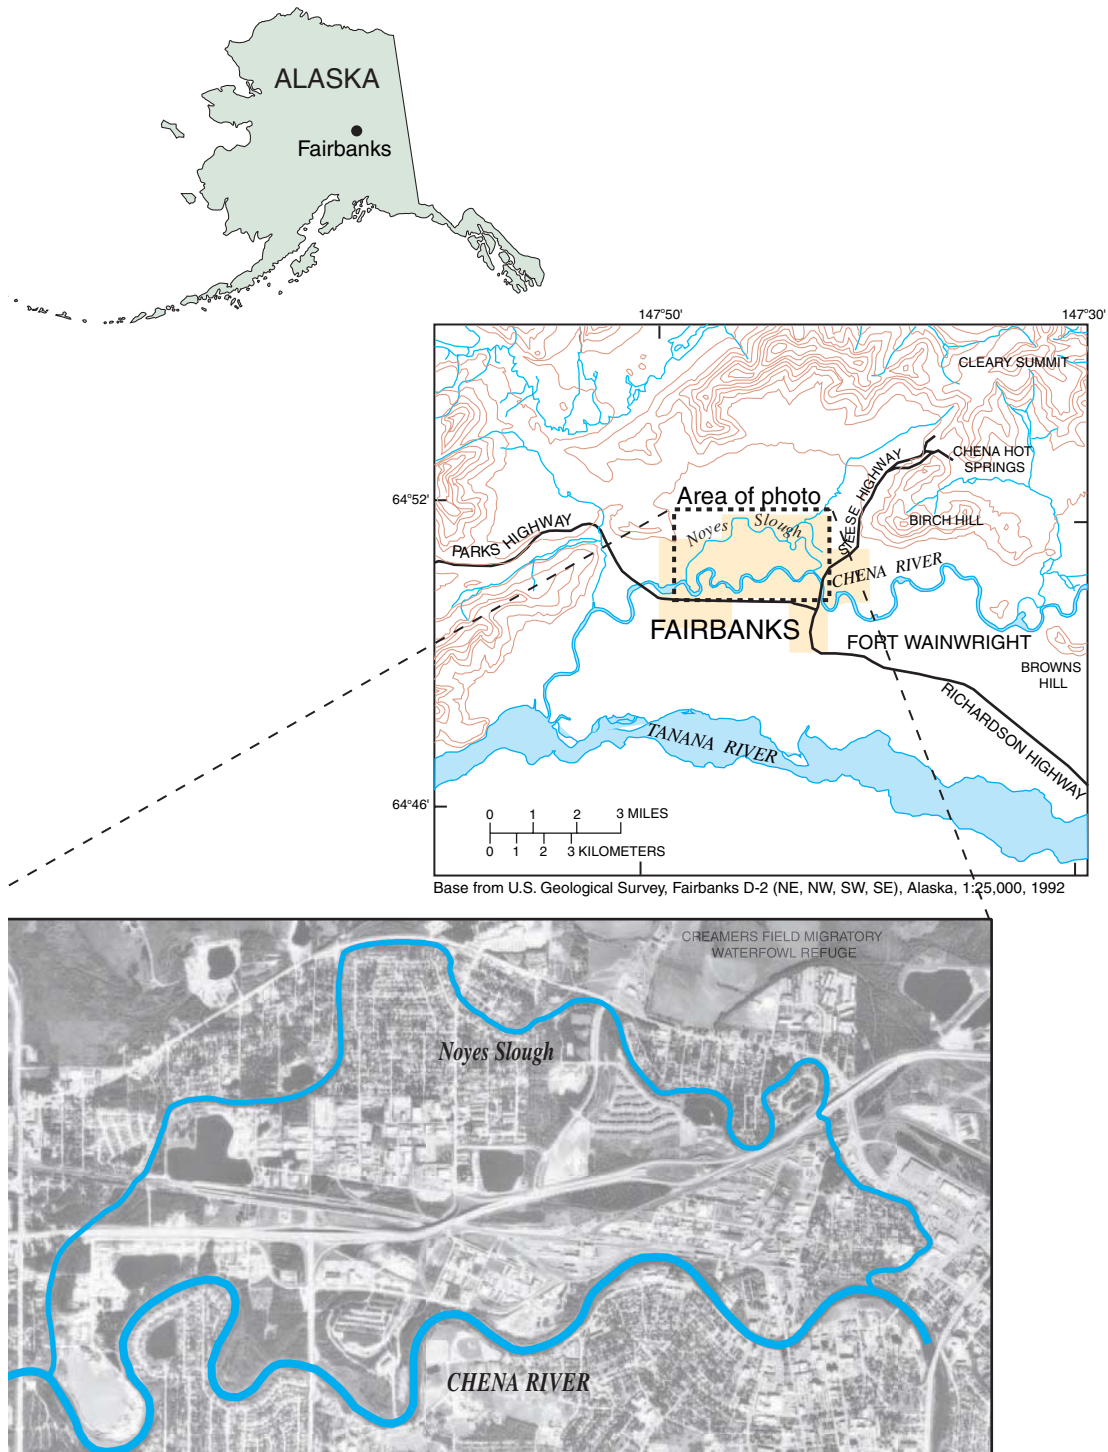 ALASKA
Fairbanks
147°50'
147°30'
CLEARY SUMMIT
CHENA HOT
SPRINGS
STEESE HIGHWAY
64°52'
Area of photo
Noyes Slough
BIRCH HILL
PARKS HIGHWAY
CHENA RIVER
FAIRBANKS
FORT WAINWRIGHT
BROWNS
HILL
RICHARDSON HIGHWAY
TANANA RIVER
64°46'
0 1 2 3 MILES
0 1 2 3 KILOMETERS
Base from U.S. Geological Survey, Fairbanks D-2 (NE, NW, SW, SE), Alaska, 1:25,000, 1992
CREAMERS FIELD MIGRATORY
WATERFOWL REFUGE
Noyes Slough
CHENA RIVER